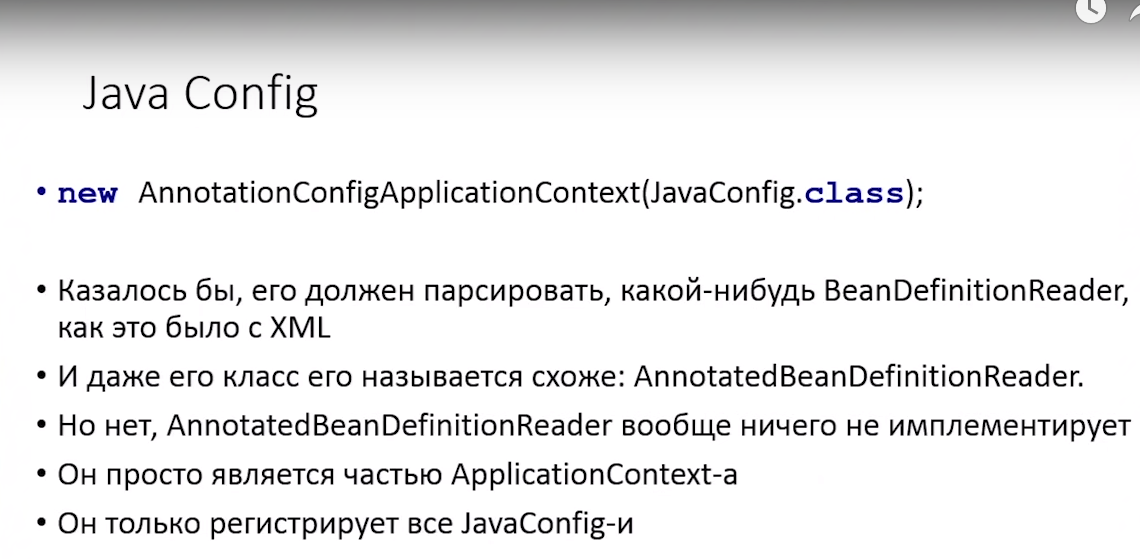 Java Config
• new AnnotationConfigApplicationContext(JavaConfig.class);
• Казалось бы, его должен парсировать, какой-нибудь BeanDefinitionReader,
как это было с XML
• И даже его класс его называется схоже: AnnotatedBeanDefinitionReader.
• Но нет, AnnotatedBeanDefinitionReader вообще ничего не имплементирует
• Он просто является частью ApplicationContext-а
• Он только регистрирует все JavaConfig-и